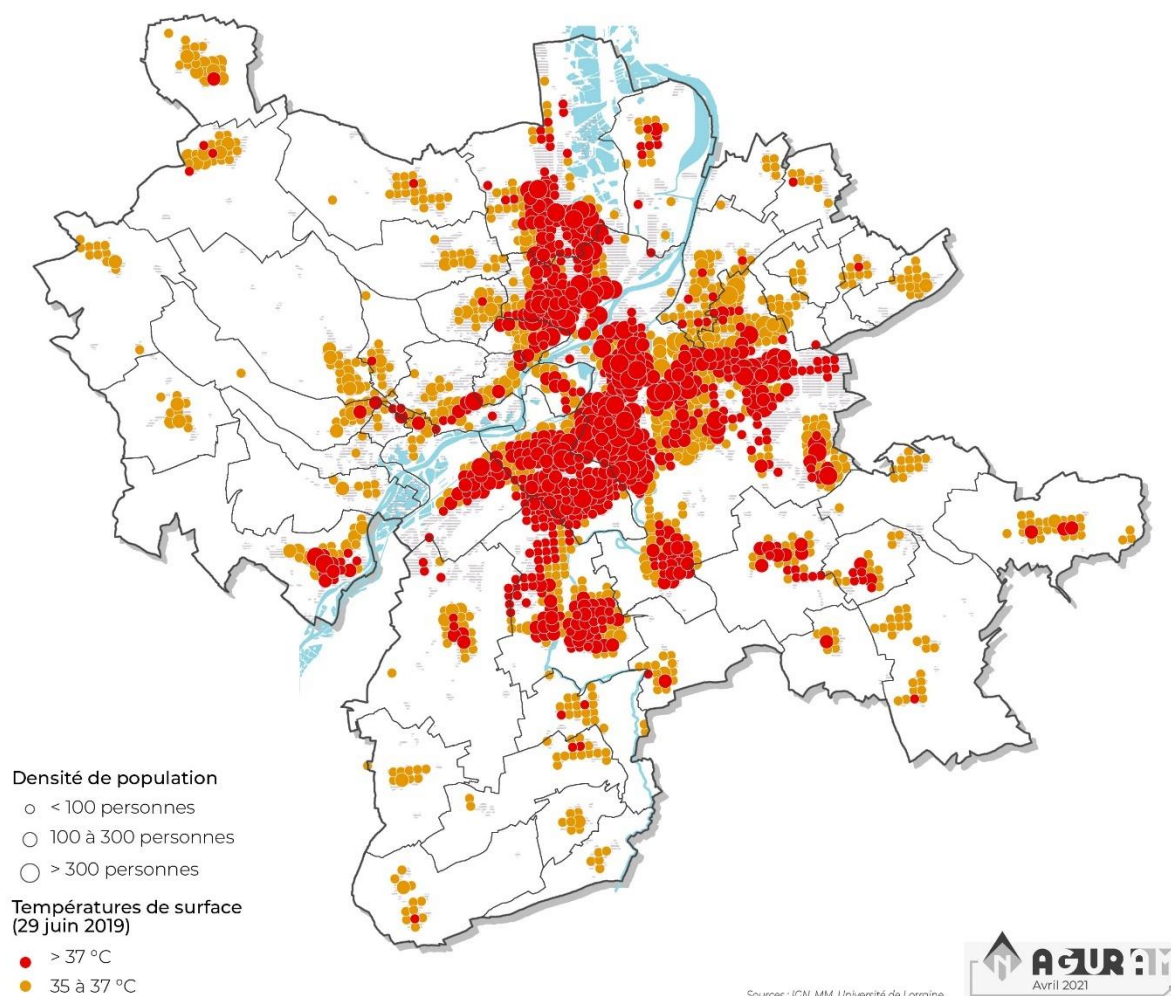 Densité de population
< 100 personnes
100 à 300 personnes
> 300 personnes
Températures de surface
(29 juin 2019)
> 37 °C
35 à 37 °C
N
AGURAM
Avril 2021
Sources : IGN, MM, Université de Lorraine